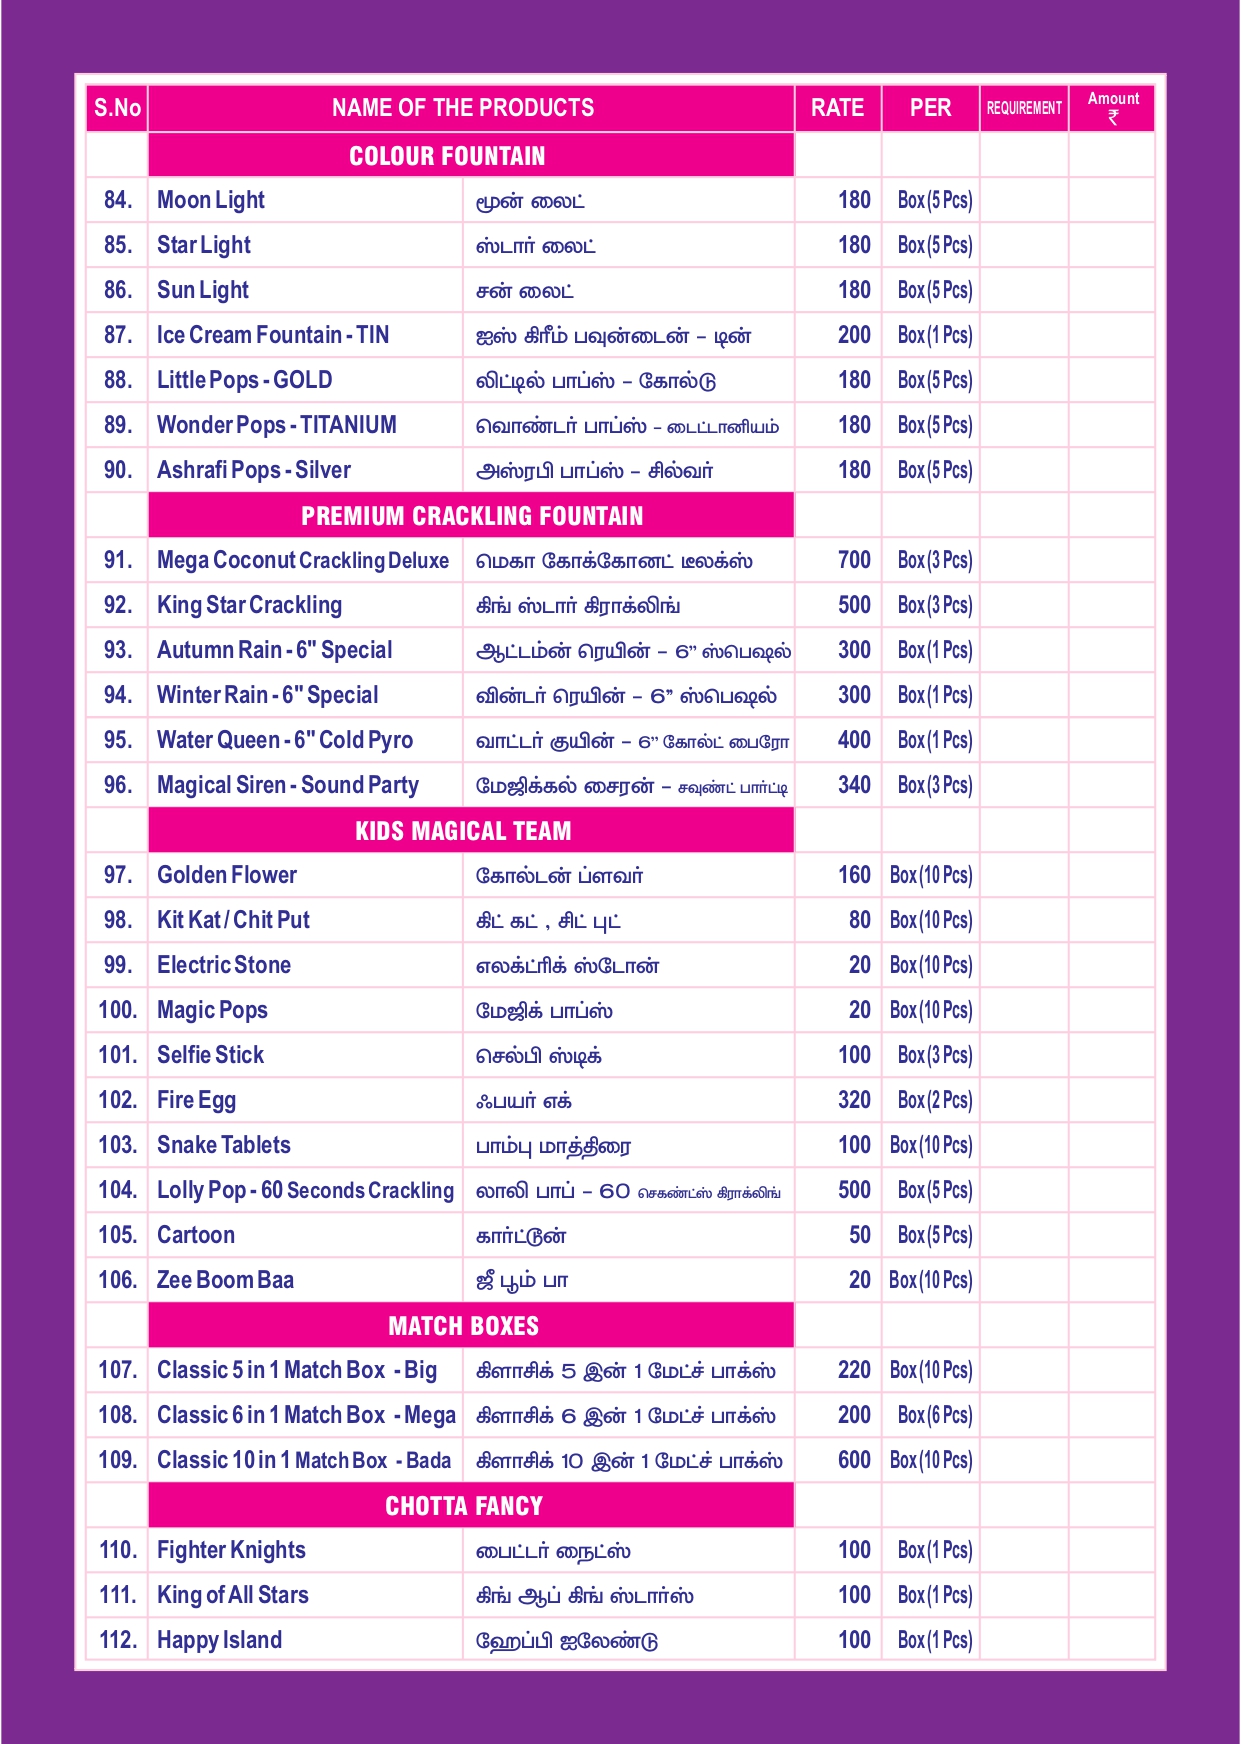 S.No NAME OF THE PRODUCTS RATE PER REQUIREMENT Amount ₹
COLOUR FOUNTAIN
84. Moon Light மூன் லைட் 180 Box (5 Pcs)
85. Star Light ஸ்டார் லைட் 180 Box (5 Pcs)
86. Sun Light சன் லைட் 180 Box (5 Pcs)
87. Ice Cream Fountain - TIN ஐஸ் கிரீம் பவுன்டைன் – டின் 200 Box (1 Pcs)
88. Little Pops - GOLD லிட்டில் பாப்ஸ் – கோல்டு 180 Box (5 Pcs)
89. Wonder Pops - TITANIUM வொண்டர் பாப்ஸ் – டைட்டானியம் 180 Box (5 Pcs)
90. Ashrafi Pops - Silver அஸ்ரபி பாப்ஸ் – சில்வர் 180 Box (5 Pcs)
PREMIUM CRACKLING FOUNTAIN
91. Mega Coconut Crackling Deluxe மெகா கோக்கோனட் டீலக்ஸ் 700 Box (3 Pcs)
92. King Star Crackling கிங் ஸ்டார் கிராக்லிங் 500 Box (3 Pcs)
93. Autumn Rain - 6" Special ஆட்டம்ன் ரெயின் – 6” ஸ்பெஷல் 300 Box (1 Pcs)
94. Winter Rain - 6" Special வின்டர் ரெயின் – 6” ஸ்பெஷல் 300 Box (1 Pcs)
95. Water Queen - 6" Cold Pyro வாட்டர் குயின் – 6” கோல்ட் பைரோ 400 Box (1 Pcs)
96. Magical Siren - Sound Party மேஜிக்கல் சைரன் – சவுண்ட் பார்ட்டி 340 Box (3 Pcs)
KIDS MAGICAL TEAM
97. Golden Flower கோல்டன் ப்ளவர் 160 Box (10 Pcs)
98. Kit Kat / Chit Put கிட் கட் , சிட் புட் 80 Box (10 Pcs)
99. Electric Stone எலக்ட்ரிக் ஸ்டோன் 20 Box (10 Pcs)
100. Magic Pops மேஜிக் பாப்ஸ் 20 Box (10 Pcs)
101. Selfie Stick செல்பி ஸ்டிக் 100 Box (3 Pcs)
102. Fire Egg ஃபயர் எக் 320 Box (2 Pcs)
103. Snake Tablets பாம்பு மாத்திரை 100 Box (10 Pcs)
104. Lolly Pop - 60 Seconds Crackling லாலி பாப் – 60 செகண்ட்ஸ் கிராக்லிங் 500 Box (5 Pcs)
105. Cartoon கார்ட்டூன் 50 Box (5 Pcs)
106. Zee Boom Baa ஜீ பூம் பா 20 Box (10 Pcs)
MATCH BOXES
107. Classic 5 in 1 Match Box - Big கிளாசிக் 5 இன் 1 மேட்ச் பாக்ஸ் 220 Box (10 Pcs)
108. Classic 6 in 1 Match Box - Mega கிளாசிக் 6 இன் 1 மேட்ச் பாக்ஸ் 200 Box (6 Pcs)
109. Classic 10 in 1 Match Box - Bada கிளாசிக் 10 இன் 1 மேட்ச் பாக்ஸ் 600 Box (10 Pcs)
CHOTTA FANCY
110. Fighter Knights பைட்டர் நைட்ஸ் 100 Box (1 Pcs)
111. King of All Stars கிங் ஆப் கிங் ஸ்டார்ஸ் 100 Box (1 Pcs)
112. Happy Island ஹேப்பி ஐலேண்டு 100 Box (1 Pcs)